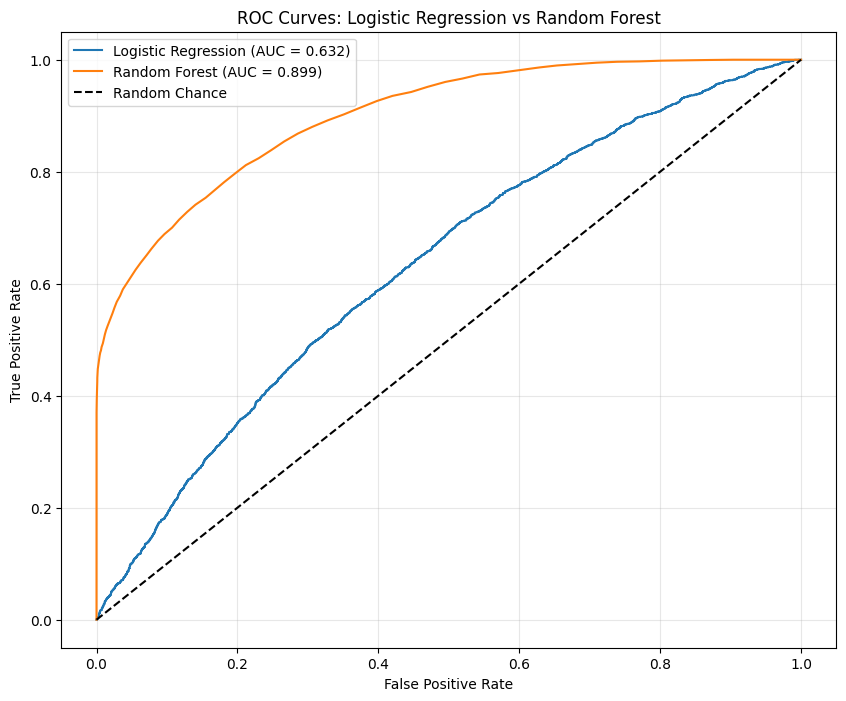 ROC Curves: Logistic Regression vs Random Forest
Logistic Regression (AUC = 0.632)
Random Forest (AUC = 0.899)
Random Chance
True Positive Rate
1.0
0.8
0.6
0.4
0.2
0.0
0.0 0.2 0.4 0.6 0.8 1.0
False Positive Rate